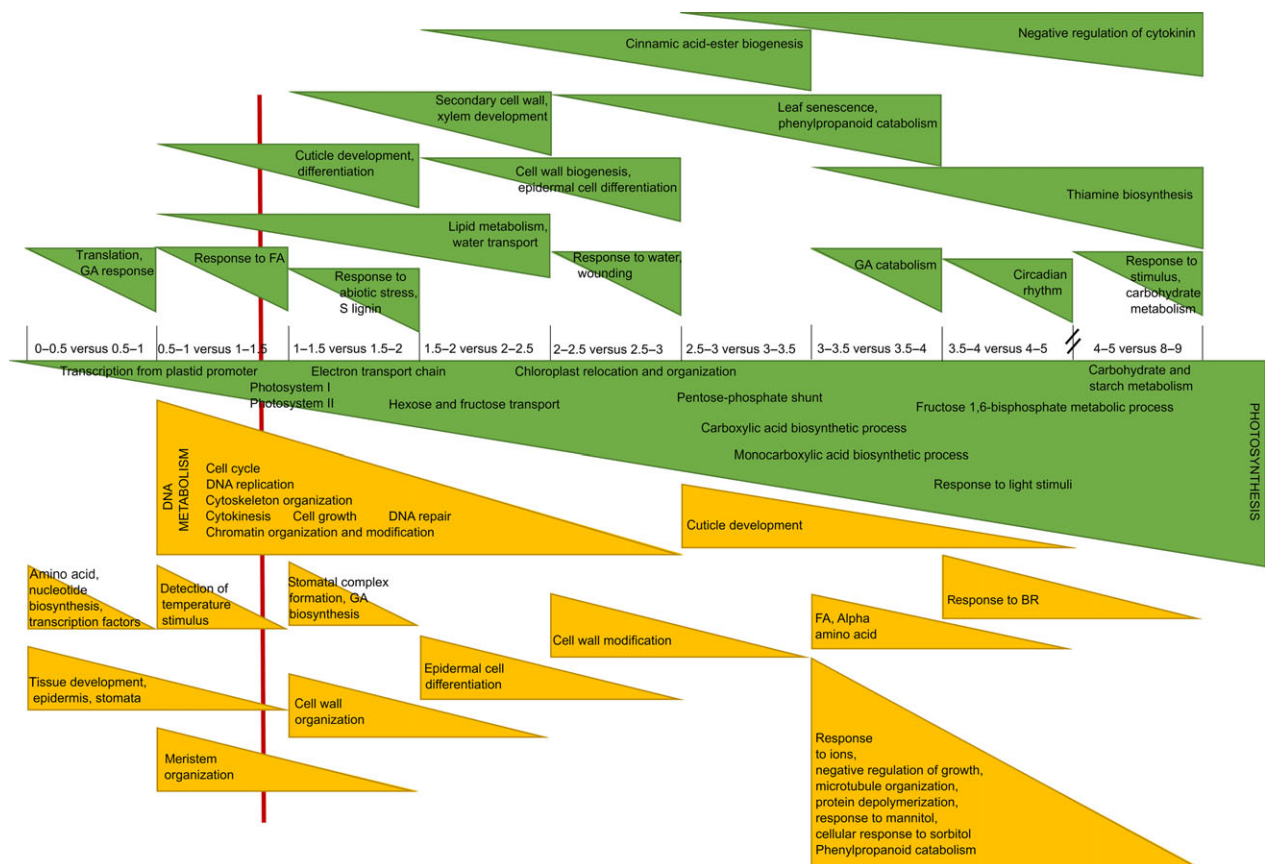 Negative regulation of cytokinin
Cinnamic acid-ester biogenesis
Secondary cell wall,
xylem development
Leaf senescence,
phenylpropanoid catabolism
Cuticle development,
differentiation
Cell wall biogenesis,
epidermal cell differentiation
Thiamine biosynthesis
Lipid metabolism,
water transport
Translation,
GA response
Response to FA
Response to
abiotic stress,
S lignin
Response to water,
wounding
GA catabolism
Circadian
rhythm
Response to
stimulus,
carbohydrate
metabolism
0–0.5 versus 0.5–1
0.5–1 versus 1–1.5
1–1.5 versus 1.5–2
1.5–2 versus 2–2.5
2–2.5 versus 2.5–3
2.5–3 versus 3–3.5
3–3.5 versus 3.5–4
3.5–4 versus 4–5
4–5 versus 8–9
Transcription from plastid promoter
Electron transport chain
Chloroplast relocation and organization
Carbohydrate and
starch metabolism
Photosystem I
Photosystem II
Hexose and fructose transport
Pentose-phosphate shunt
Fructose 1,6-bisphosphate metabolic process
Carboxylic acid biosynthetic process
Monocarboxylic acid biosynthetic process
Response to light stimuli
PHOTOSYNTHESIS
DNA
METABOLISM
Cell cycle
DNA replication
Cytoskeleton organization
Cytokinesis Cell growth DNA repair
Chromatin organization and modification
Cuticle development
Amino acid,
nucleotide
biosynthesis,
transcription factors
Detection of
temperature
stimulus
Stomatal complex
formation, GA
biosynthesis
Response to BR
Cell wall modification
FA, Alpha
amino acid
Tissue development,
epidermis, stomata
Epidermal cell
differentiation
Cell wall
organization
Meristem
organization
Response
to ions,
negative regulation of growth,
microtubule organization,
protein depolymerization,
response to mannitol,
cellular response to sorbitol
Phenylpropanoid catabolism